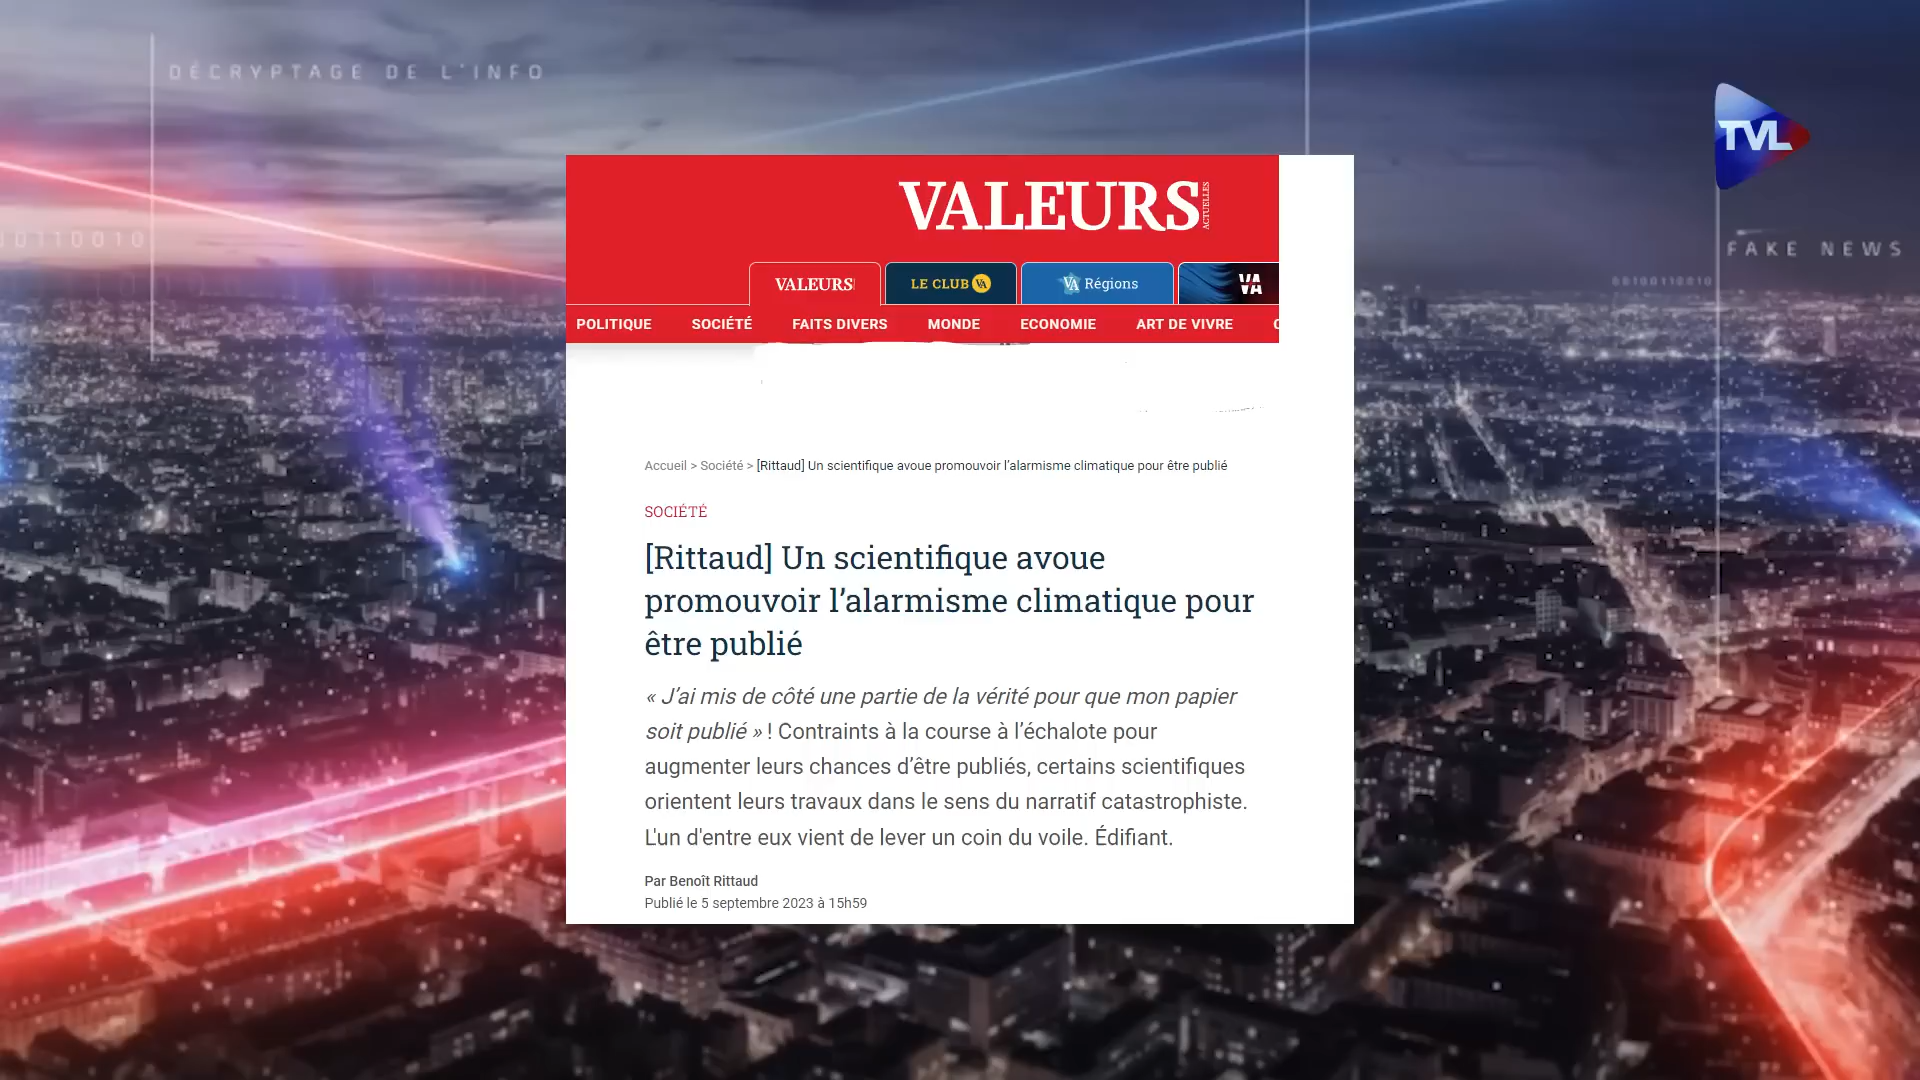 DÉCRYPTAGE DE L'INFO
TVL
10110010
FAKE NEWS
00100110010
VALEURS ACTUELLES
VALEURS
LE CLUB VA
VA Régions
VA
POLITIQUE SOCIÉTÉ FAITS DIVERS MONDE ECONOMIE ART DE VIVRE
Accueil > Société > [Rittaud] Un scientifique avoue promouvoir l’alarmisme climatique pour être publié
SOCIÉTÉ
[Rittaud] Un scientifique avoue
promouvoir l’alarmisme climatique pour
être publié
« J’ai mis de côté une partie de la vérité pour que mon papier
soit publié » ! Contraints à la course à l’échalote pour
augmenter leurs chances d’être publiés, certains scientifiques
orientent leurs travaux dans le sens du narratif catastrophiste.
L'un d'entre eux vient de lever un coin du voile. Édifiant.
Par Benoît Rittaud
Publié le 5 septembre 2023 à 15h59